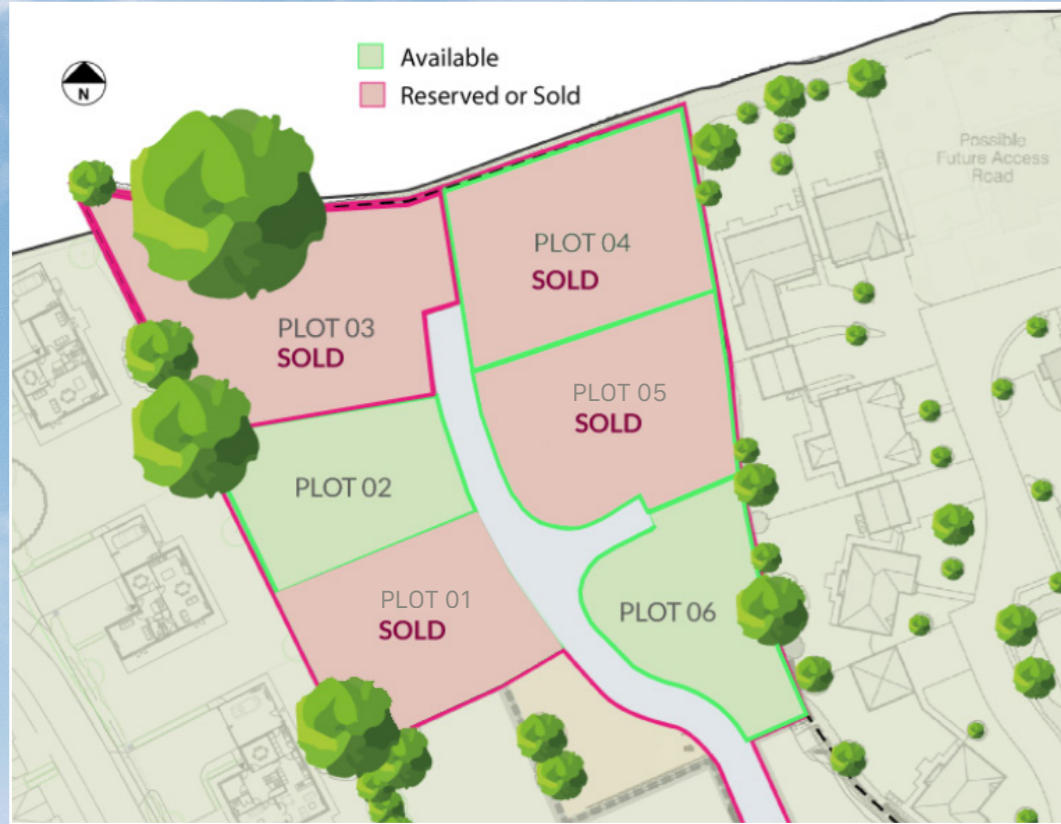 N
Available
Reserved or Sold
Possible
Future Access
Road
PLOT 04
SOLD
PLOT 03
SOLD
PLOT 05
SOLD
PLOT 02
PLOT 01
SOLD
PLOT 06